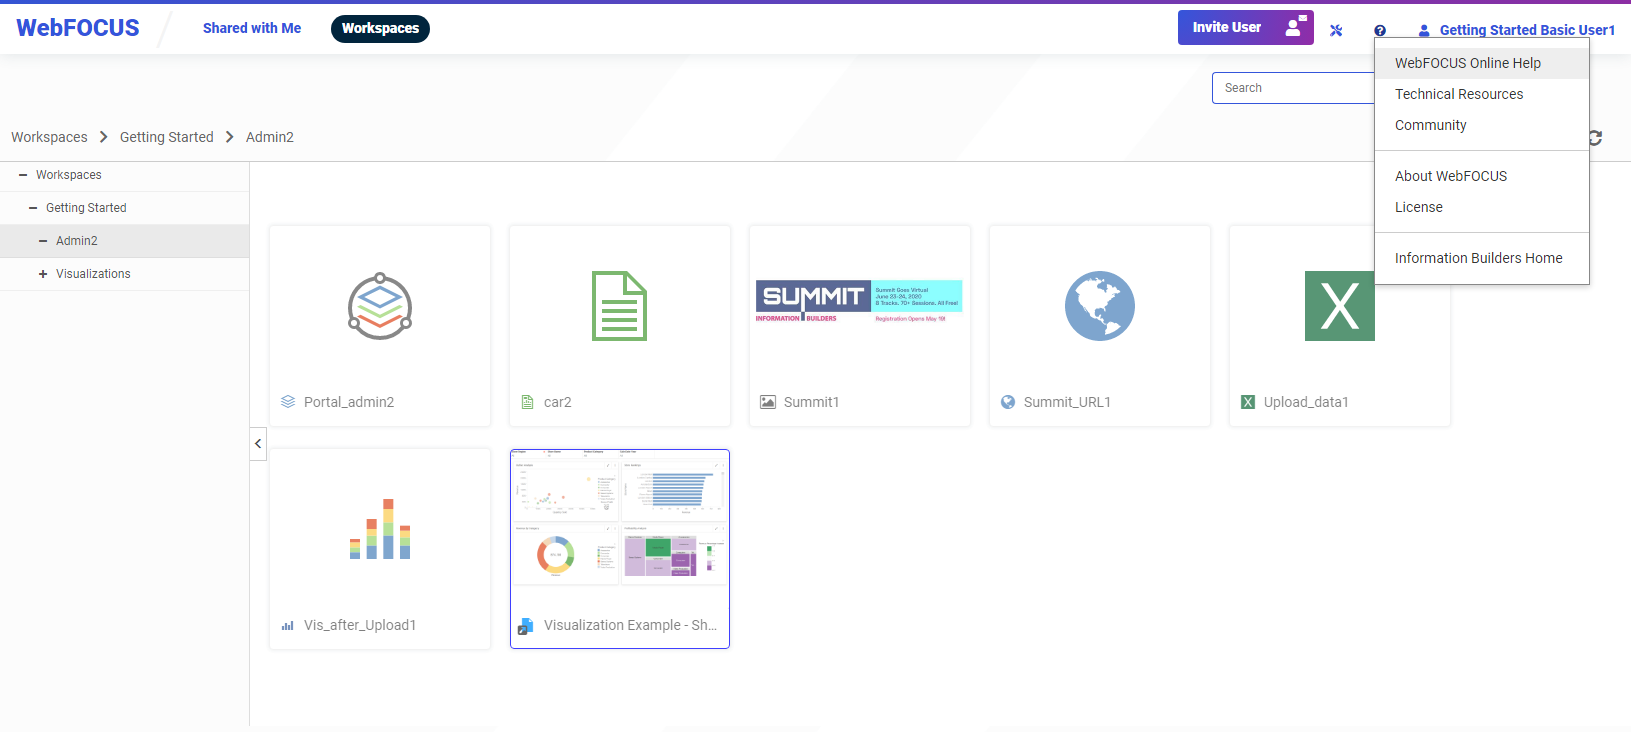 WebFOCUS
Shared with Me
Workspaces
Invite User
Getting Started Basic User1
WebFOCUS Online Help
Technical Resources
Community
About WebFOCUS
License
Information Builders Home
Search
Workspaces
Getting Started
Admin2
Workspaces
Getting Started
Admin2
Visualizations
SUMMIT
INFORMATION BUILDERS
Summit Goes Virtual
June 23-24, 2020
8 Tracks. 70+ Sessions. All Free!
Registration Opens May 19!
X
Portal_admin2
car2
Summit1
Summit_URL1
X
Upload_data1
Vis_after_Upload1
Visualization Example - Sh...